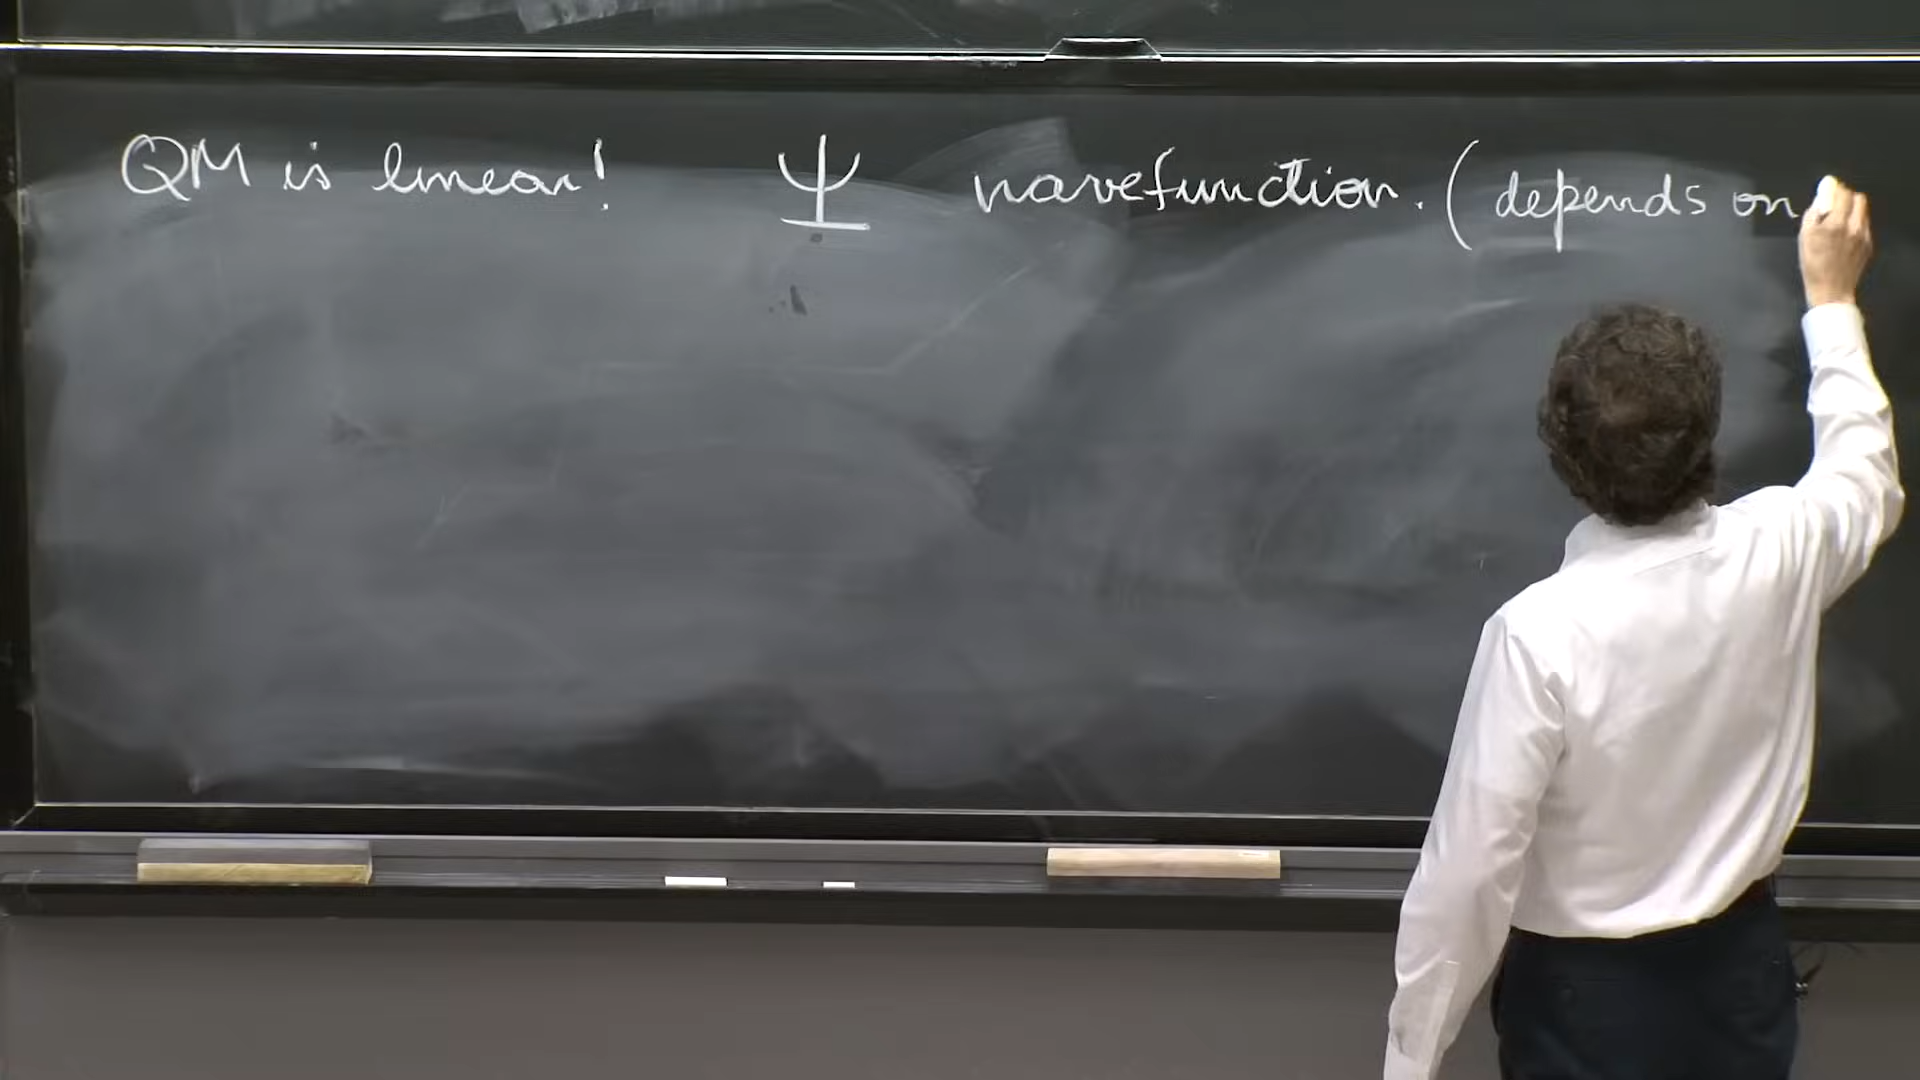 QM is linear! Ψ wavefunction. (depends on